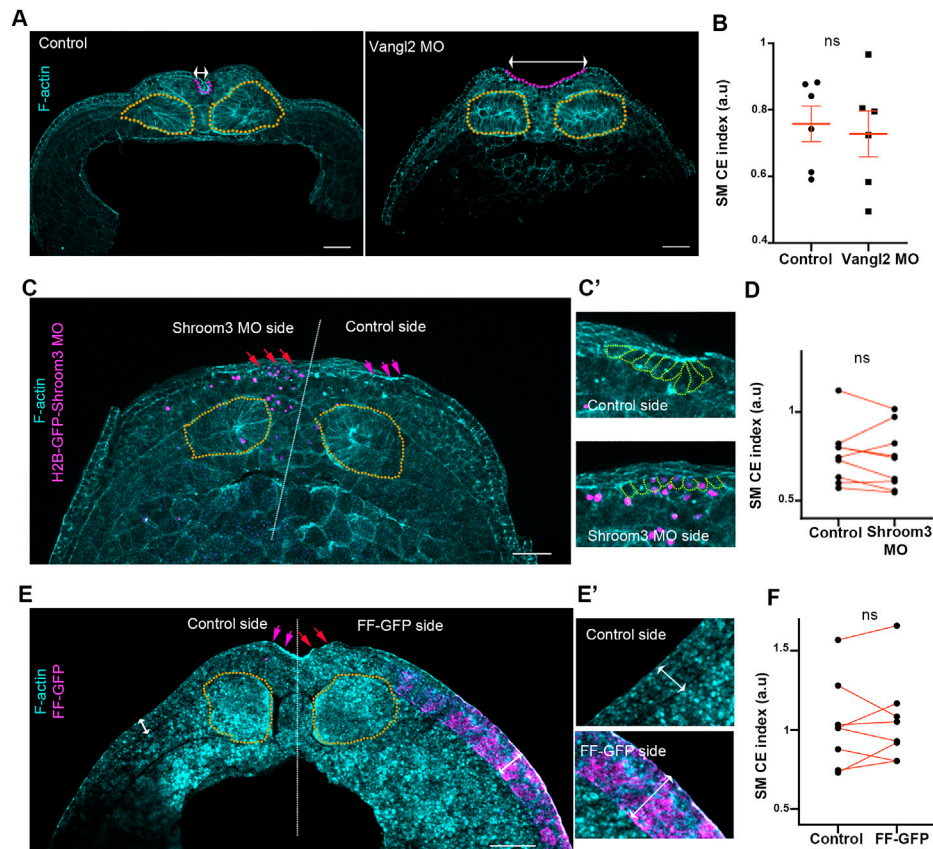 A
Control
F-actin
Vangl2 MO
B
ns
SM CE index (a.u)
1
0.8
0.6
0.4
Control
Vangl2 MO
C
F-actin
H2B-GFP-Shroom3 MO
Shroom3 MO side
Control side
C'
Control side
Shroom3 MO side
D
ns
SM CE index (a.u)
1
0.5
Control
Shroom3
MO
E
F-actin
FF-GFP
Control side
FF-GFP side
E'
Control side
FF-GFP side
F
ns
SM CE index (a.u)
1.5
1
0.5
Control
FF-GFP